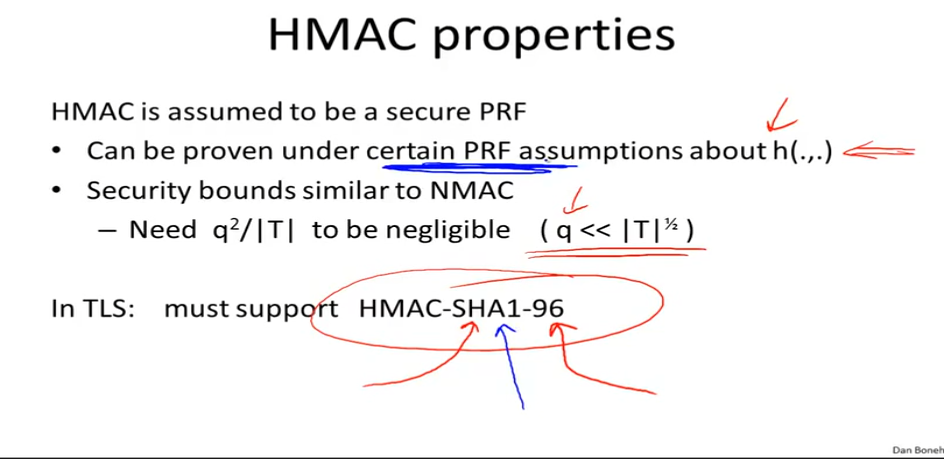 HMAC properties
HMAC is assumed to be a secure PRF
• Can be proven under certain PRF assumptions about h(.,.)
• Security bounds similar to NMAC
– Need q²/|T| to be negligible ( q << |T|^½ )
In TLS: must support HMAC-SHA1-96
Dan Boneh